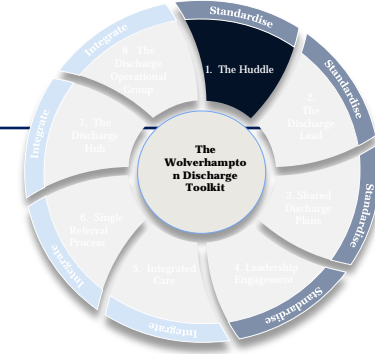 Standardise
1. The Huddle
Standardise
2.
The
Discharge
Lead
Standardise
3. Shared
Discharge
Plans
Standardise
4. Leadership
Engagement
Integrate
5. Integrated
Care
Integrate
6. Single
Referral
Process
Integrate
7. The
Discharge
Hub
Integrate
8. The
Discharge
Operational
Group
The
Wolverhampto
n Discharge
Toolkit